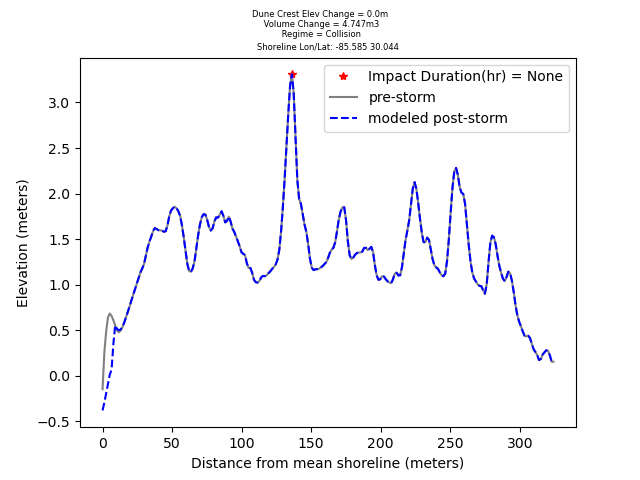 Dune Crest Elev Change = 0.0m
Volume Change = 4.747m3
Regime = Collision
Shoreline Lon/Lat: -85.585 30.044
Impact Duration(hr) = None
pre-storm
modeled post-storm
Elevation (meters)
3.0
2.5
2.0
1.5
1.0
0.5
0.0
−0.5
0 50 100 150 200 250 300
Distance from mean shoreline (meters)